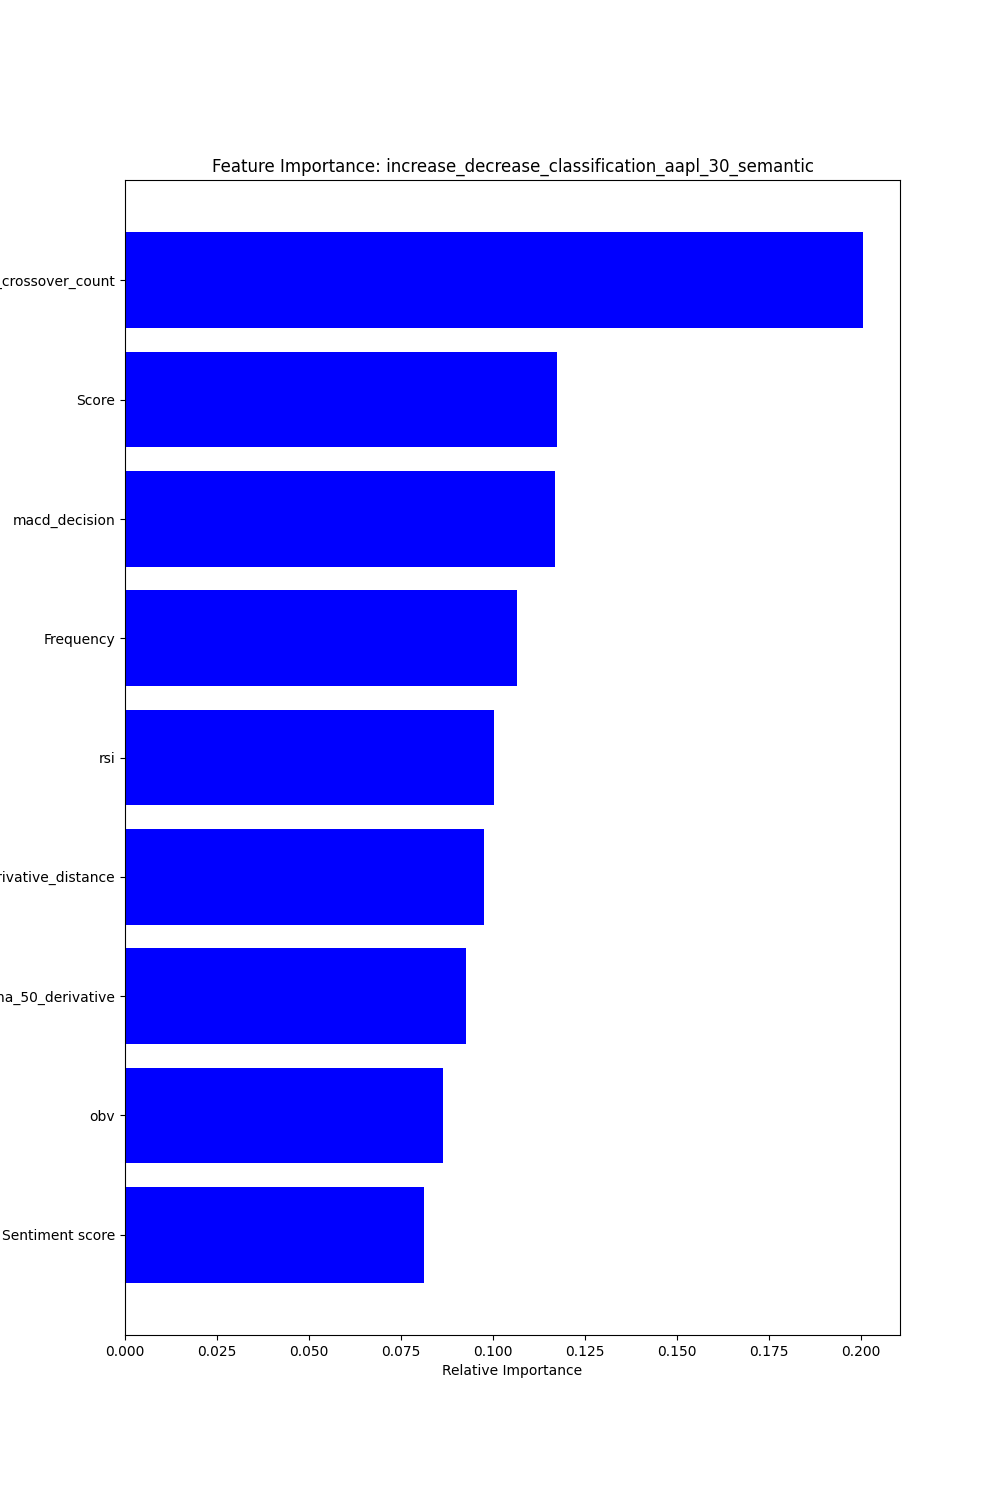 Feature Importance: increase_decrease_classification_aapl_30_semantic
_crossover_count
Score
macd_decision
Frequency
rsi
rivative_distance
na_50_derivative
obv
Sentiment score
0.000 0.025 0.050 0.075 0.100 0.125 0.150 0.175 0.200
Relative Importance